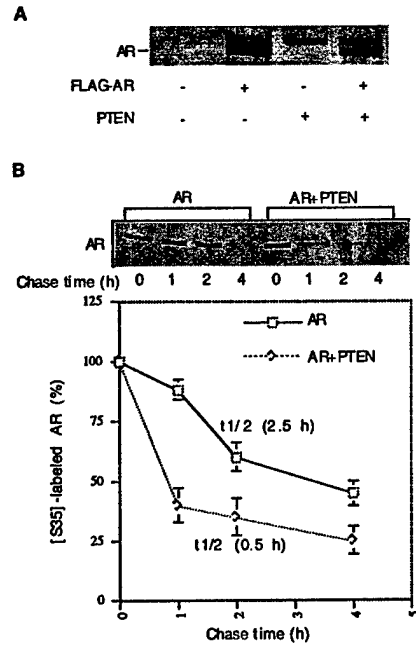 A
AR
FLAG-AR - + - +
PTEN - - + +
B
AR AR+PTEN
AR
Chase time (h) 0 1 2 4 0 1 2 4
125
100
75
50
25
0
[S35]-labeled AR (%)
AR
AR+PTEN
t1/2 (2.5 h)
t1/2 (0.5 h)
0 1 2 3 4
Chase time (h)